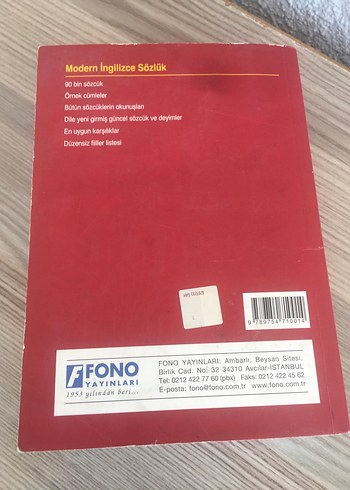 Modern İngilizce Sözlük
90 bin sözcük
Örnek cümleler
Bütün sözcüklerin okunuşları
Dile yeni girmiş güncel sözcük ve deyimler
En uygun karşılıklar
Düzensiz fiiller listesi
9 789754 710014
FONO
YAYINLARI
1953 yılından beri...
FONO YAYINLARI: Ambarlı, Beysan Sitesi,
Birlik Cad. No: 32 34310 Avcılar-İSTANBUL
Tel: 0212 422 77 60 (pbx) Faks: 0212 422 45 62
E-posta: fono@fono.com.tr www.fono.com.tr